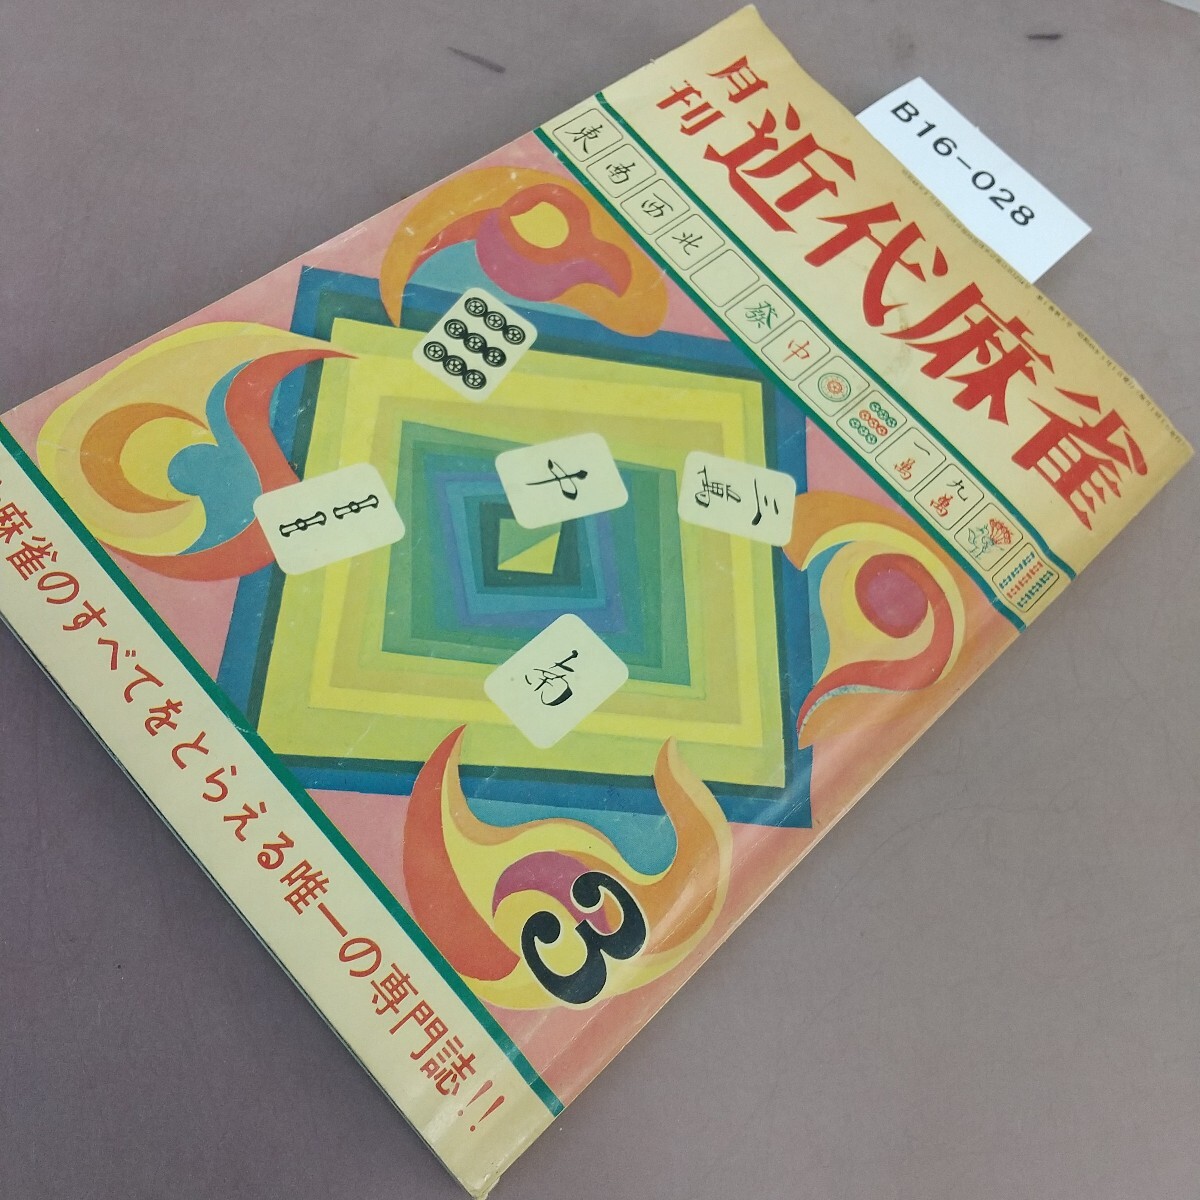 B16-028
月刊
近代麻雀
東 南 西 北 發 中 一萬 九萬
中
三萬
南
3
麻雀のすべてをとらえる唯一の専門誌!!